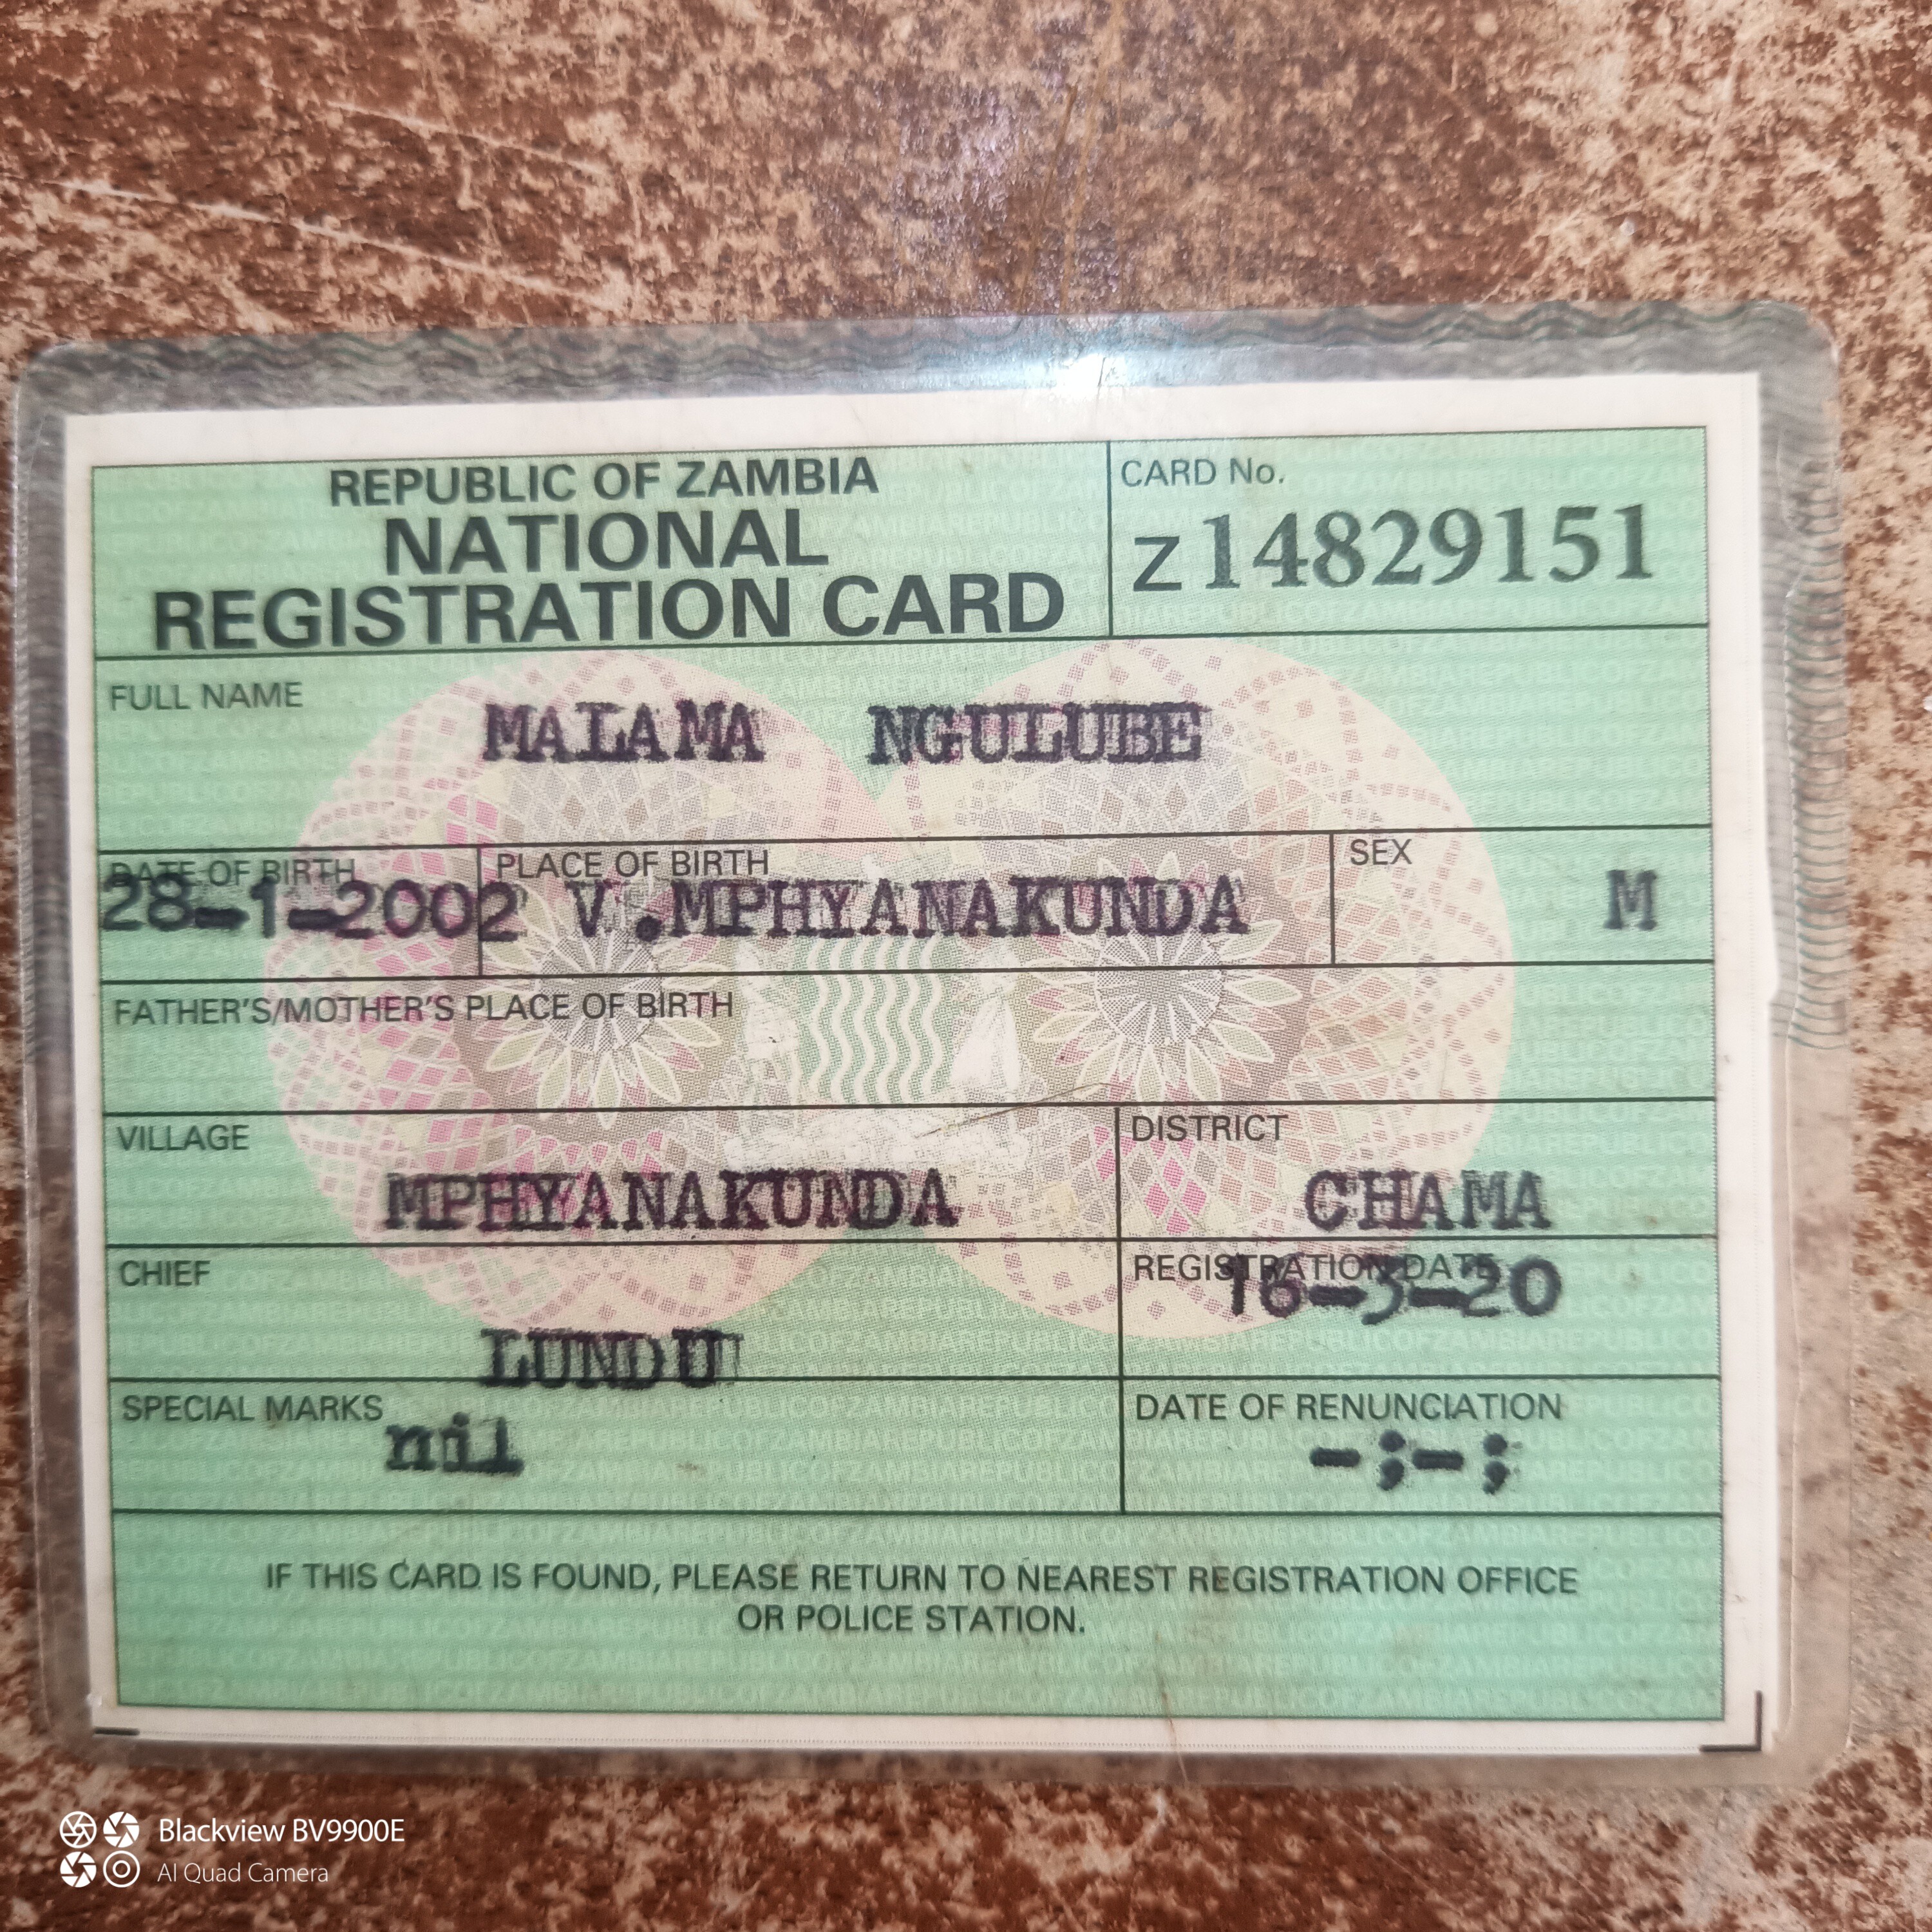 REPUBLIC OF ZAMBIA
NATIONAL
REGISTRATION CARD
CARD No.
Z14829151
FULL NAME
MALAMA NGULUBE
DATE OF BIRTH
28-1-2002
PLACE OF BIRTH
V.MPHYANAKUNDA
SEX
M
FATHER'S/MOTHER'S PLACE OF BIRTH
VILLAGE
MPHYANAKUNDA
DISTRICT
CHAMA
CHIEF
LUNDU
REGISTRATION DATE
16-3-20
SPECIAL MARKS
nil
DATE OF RENUNCIATION
-;-;
IF THIS CARD IS FOUND, PLEASE RETURN TO NEAREST REGISTRATION OFFICE
OR POLICE STATION.
Blackview BV9900E
AI Quad Camera